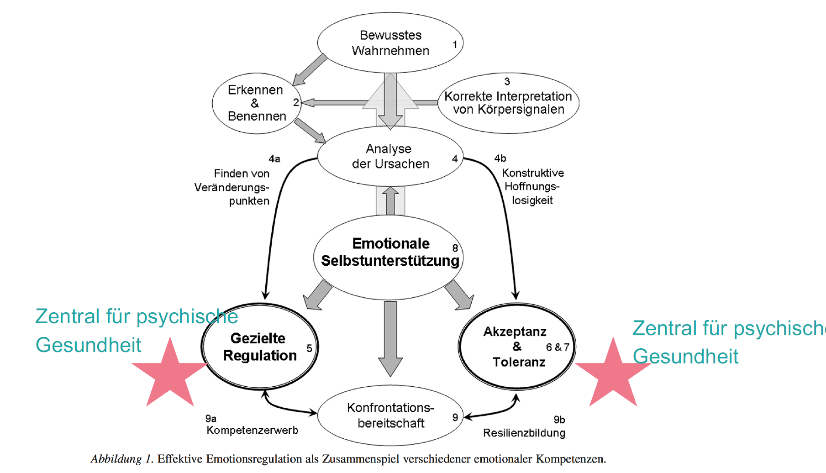 Bewusstes
Wahrnehmen
1
Erkennen
&
Benennen
2
3
Korrekte Interpretation
von Körpersignalen
Analyse
der Ursachen
4
4a
Finden von
Veränderungs-
punkten
4b
Konstruktive
Hoffnungs-
losigkeit
Emotionale
Selbstunterstützung
8
Zentral für psychische
Gesundheit
Gezielte
Regulation
5
Akzeptanz
&
Toleranz
6 & 7
Zentral für psychische
Gesundheit
9a
Kompetenzerwerb
Konfrontations-
bereitschaft
9
9b
Resilienzbildung
Abbildung 1. Effektive Emotionsregulation als Zusammenspiel verschiedener emotionaler Kompetenzen.